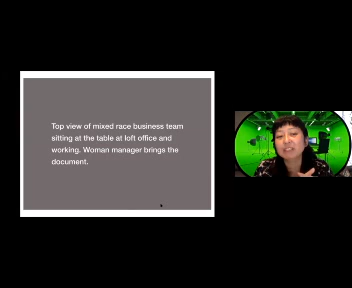 Top view of mixed race business team
sitting at the table at loft office and
working. Woman manager brings the
document.